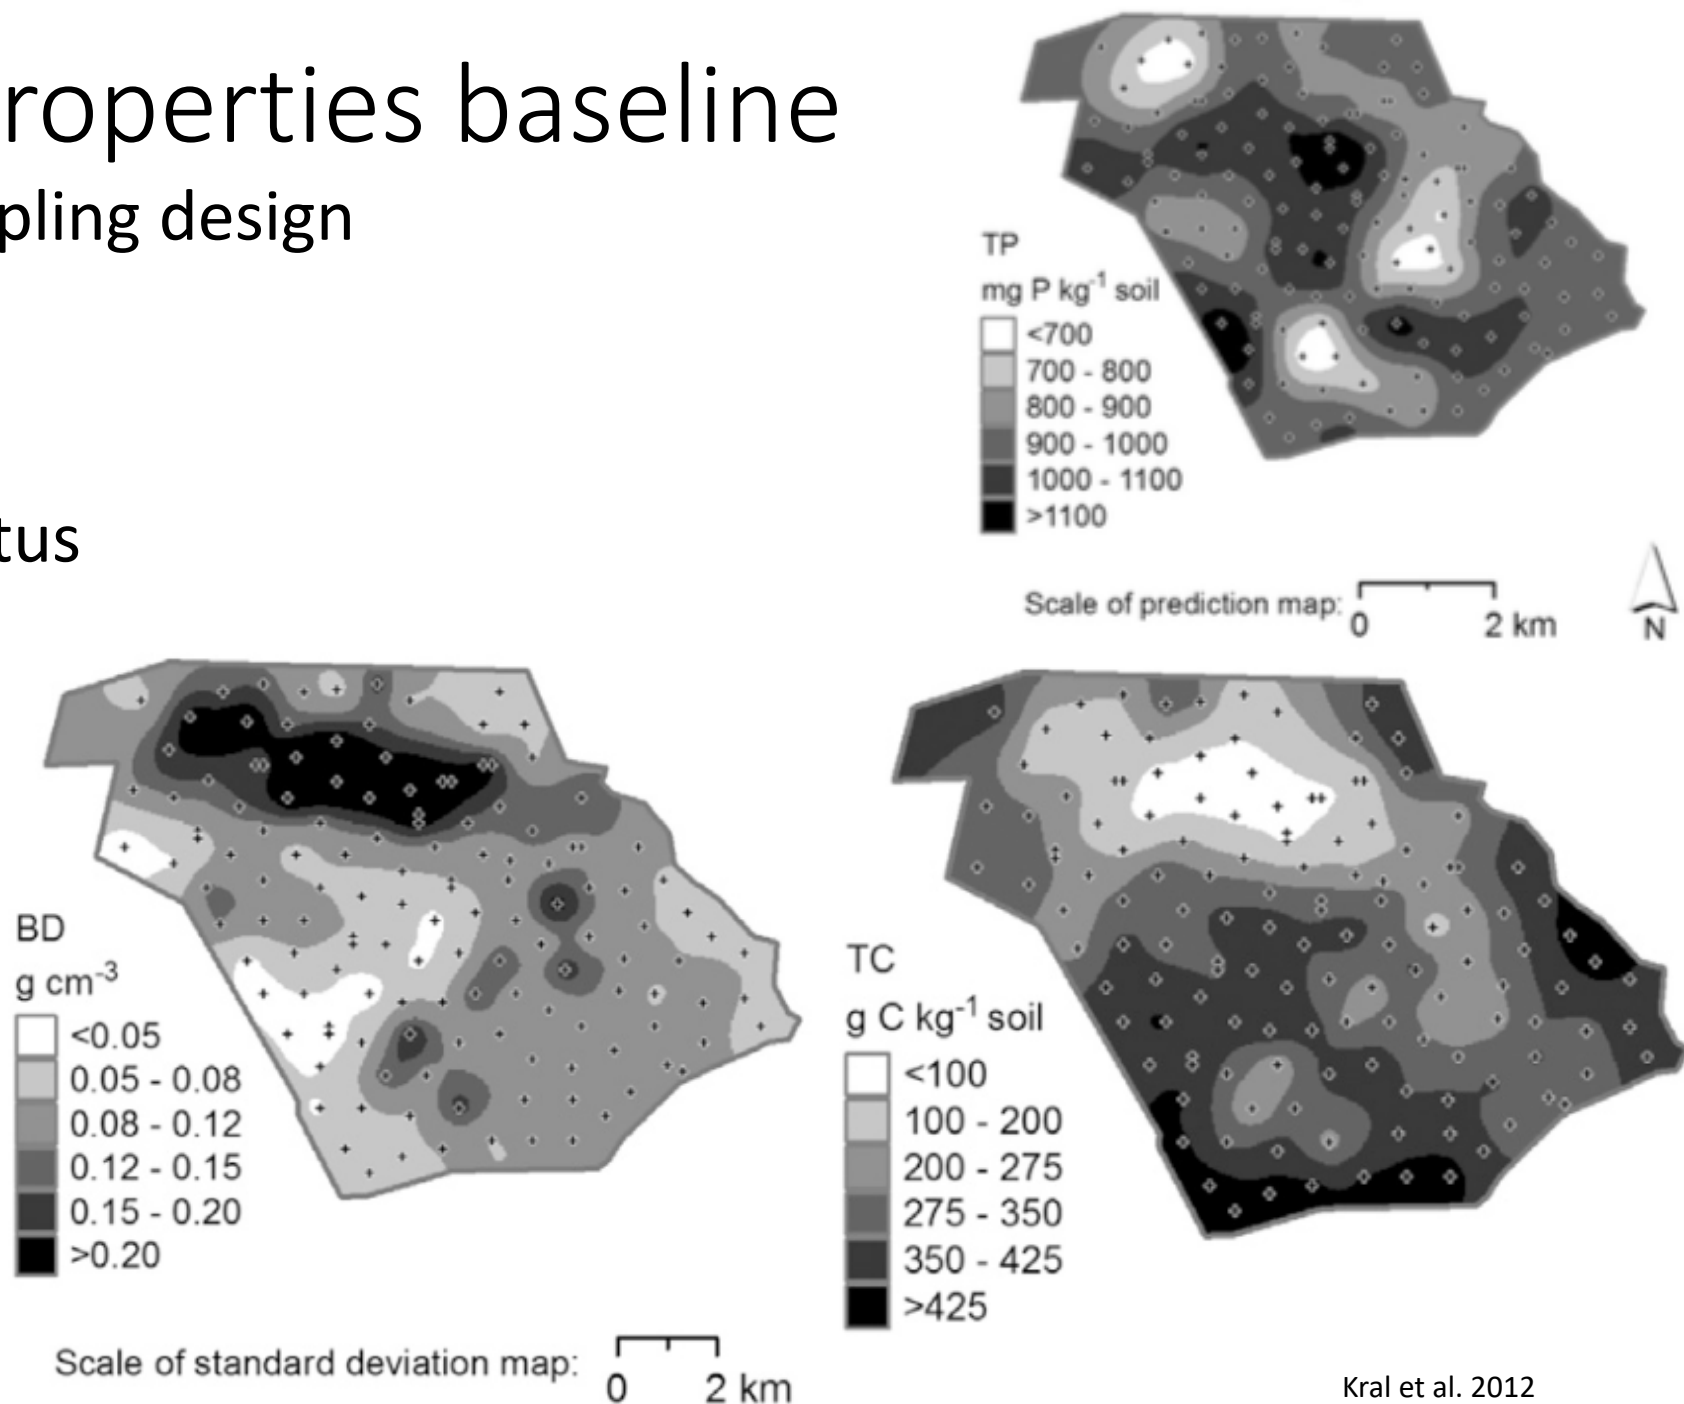 roperties baseline
pling design
tus
TP
mg P kg-1 soil
<700
700 - 800
800 - 900
900 - 1000
1000 - 1100
>1100
Scale of prediction map:
0 2 km
N
BD
g cm-3
<0.05
0.05 - 0.08
0.08 - 0.12
0.12 - 0.15
0.15 - 0.20
>0.20
Scale of standard deviation map:
0 2 km
TC
g C kg-1 soil
<100
100 - 200
200 - 275
275 - 350
350 - 425
>425
Kral et al. 2012